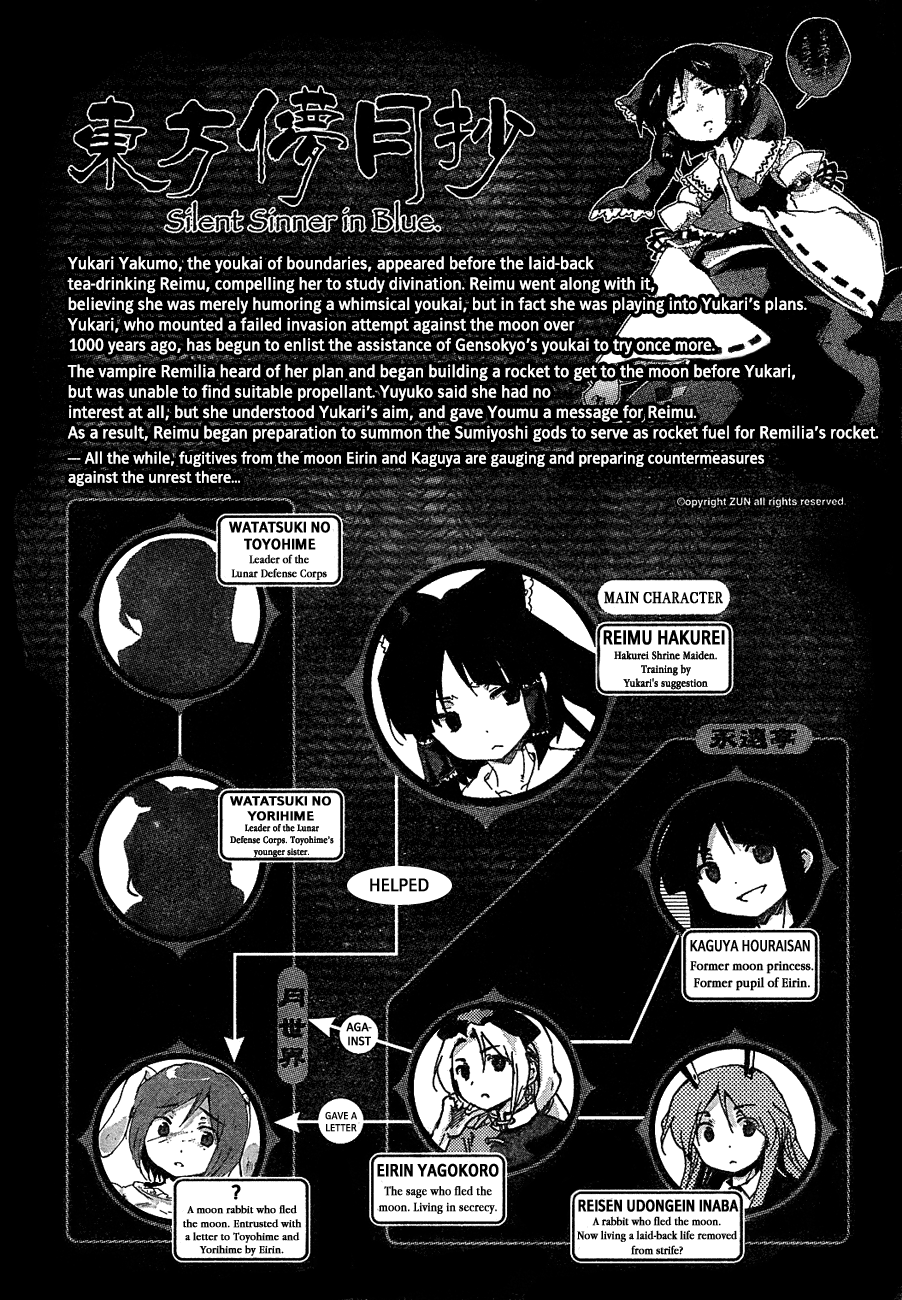 東方儚月抄
Silent Sinner in Blue.
Yukari Yakumo, the youkai of boundaries, appeared before the laid-back
tea-drinking Reimu, compelling her to study divination. Reimu went along with it,
believing she was merely humoring a whimsical youkai, but in fact she was playing into Yukari's plans.
Yukari, who mounted a failed invasion attempt against the moon over
1000 years ago, has begun to enlist the assistance of Gensokyo's youkai to try once more.
The vampire Remilia heard of her plan and began building a rocket to get to the moon before Yukari,
but was unable to find suitable propellant. Yuyuko said she had no
interest at all, but she understood Yukari's aim, and gave Youmu a message for Reimu.
As a result, Reimu began preparation to summon the Sumiyoshi gods to serve as rocket fuel for Remilia's rocket.
— All the while, fugitives from the moon Eirin and Kaguya are gauging and preparing countermeasures
against the unrest there...
©opyright ZUN all rights reserved.
WATATSUKI NO
TOYOHIME
Leader of the
Lunar Defense Corps
MAIN CHARACTER
REIMU HAKUREI
Hakurei Shrine Maiden.
Training by
Yukari's suggestion
永遠亭
WATATSUKI NO
YORIHIME
Leader of the Lunar
Defense Corps. Toyohime's
younger sister.
HELPED
KAGUYA HOURAISAN
Former moon princess.
Former pupil of Eirin.
月世界
AGA-
INST
GAVE A
LETTER
EIRIN YAGOKORO
The sage who fled the
moon. Living in secrecy.
?
A moon rabbit who fled
the moon. Entrusted with
a letter to Toyohime and
Yorihime by Eirin.
REISEN UDONGEIN INABA
A rabbit who fled the moon.
Now living a laid-back life removed
from strife?